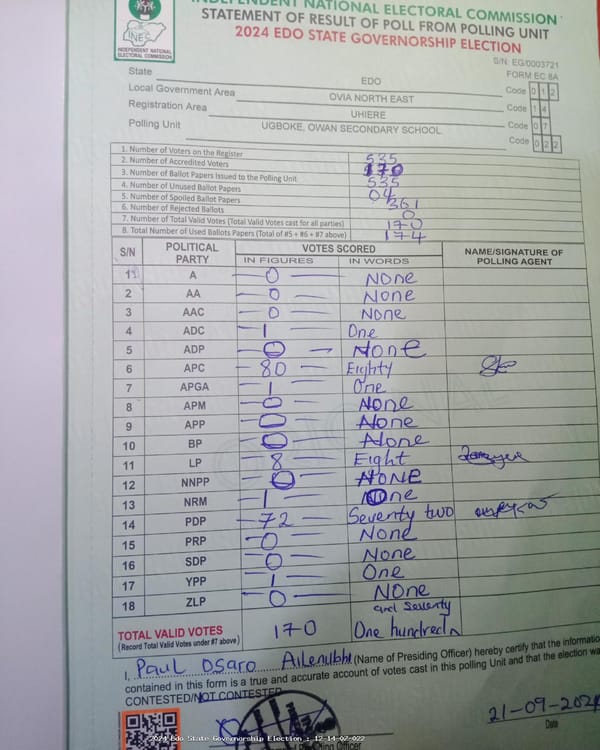 INDEPENDENT NATIONAL ELECTORAL COMMISSION
STATEMENT OF RESULT OF POLL FROM POLLING UNIT
2024 EDO STATE GOVERNORSHIP ELECTION
INEC
INDEPENDENT NATIONAL
ELECTORAL COMMISSION
S/N: EG/0003721
FORM EC 8A
State EDO Code 0 1 2
Local Government Area OVIA NORTH EAST Code 1 4
Registration Area UHIERE Code 0 7
Polling Unit UGBOKE, OWAN SECONDARY SCHOOL Code 0 2 2
1. Number of Voters on the Register 535
2. Number of Accredited Voters 170
3. Number of Ballot Papers Issued to the Polling Unit 535
4. Number of Unused Ballot Papers 361
5. Number of Spoiled Ballot Papers 04
6. Number of Rejected Ballots 0
7. Number of Total Valid Votes (Total Valid Votes cast for all parties) 170
8. Total Number of Used Ballots Papers (Total of #5 + #6 + #7 above) 174
S/N POLITICAL PARTY VOTES SCORED NAME/SIGNATURE OF POLLING AGENT
IN FIGURES IN WORDS
1 A 0 None
2 AA 0 None
3 AAC 0 None
4 ADC 1 One
5 ADP 0 None
6 APC 80 Eighty
7 APGA 1 One
8 APM 0 None
9 APP 0 None
10 BP 0 None
11 LP 8 Eight
12 NNPP 0 NONE
13 NRM 1 One
14 PDP 72 Seventy two
15 PRP 0 None
16 SDP 0 None
17 YPP 1 One
18 ZLP 0 None
TOTAL VALID VOTES 170 One hundred and seventy
(Record Total Valid Votes under #7 above)
I, Paul Osaro (Name of Presiding Officer) hereby certify that the information
contained in this form is a true and accurate account of votes cast in this polling Unit and that the election was
CONTESTED/NOT CONTESTED
21-09-2024
Date
Officer
2024 Edo State Governorship Election : 12-14-07-022